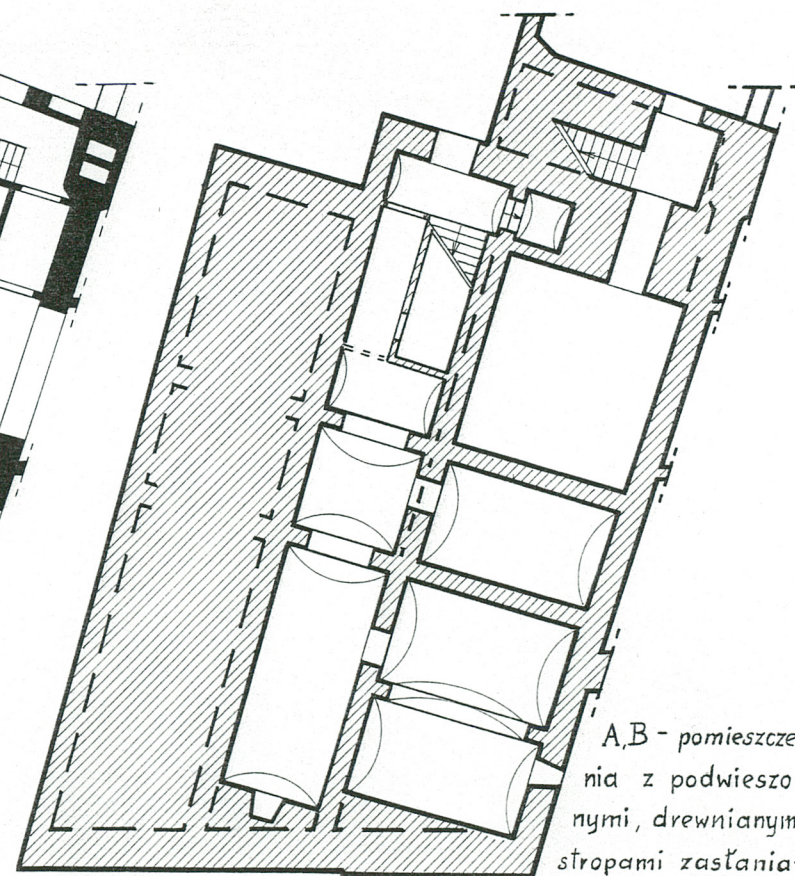 A,B - pomieszcze
nia z podwieszo
nymi, drewnianym
stropami zasłania